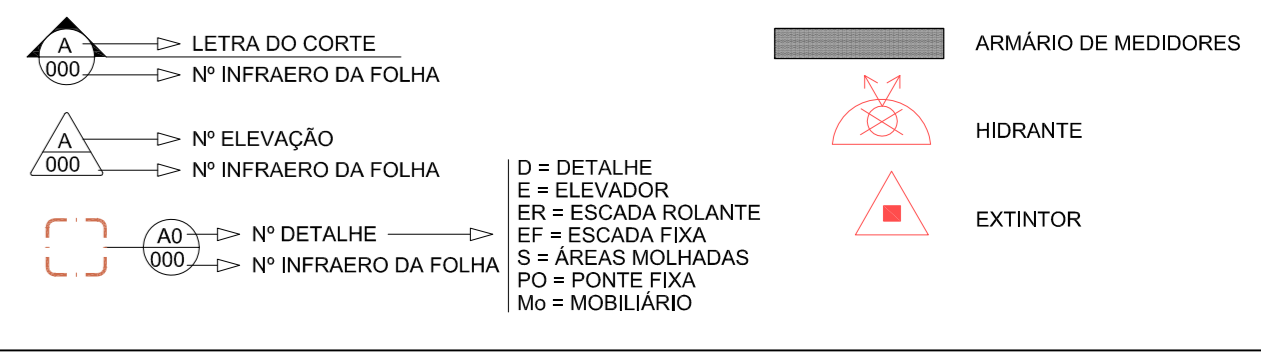 A
LETRA DO CORTE
000
Nº INFRAERO DA FOLHA
A
Nº ELEVAÇÃO
000
Nº INFRAERO DA FOLHA
A0
Nº DETALHE
000
Nº INFRAERO DA FOLHA
D = DETALHE
E = ELEVADOR
ER = ESCADA ROLANTE
EF = ESCADA FIXA
S = ÁREAS MOLHADAS
PO = PONTE FIXA
Mo = MOBILIÁRIO
ARMÁRIO DE MEDIDORES
HIDRANTE
EXTINTOR